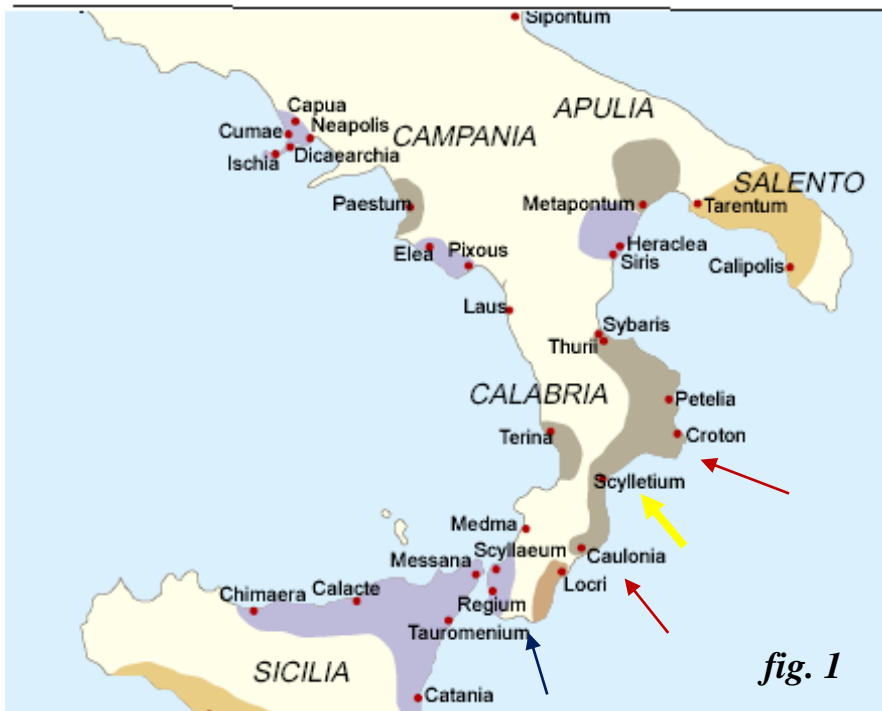 Sipontum
Capua
Neapolis
Cumae
Ischia
Dicaearchia
CAMPANIA
APULIA
SALENTO
Paestum
Metapontum
Tarentum
Elea
Pixous
Heraclea
Siris
Calipolis
Laus
Sybaris
Thurii
CALABRIA
Petelia
Terina
Croton
Scylletium
Medma
Messana
Scyllaeum
Caulonia
Chimaera
Calacte
Locri
Regium
Tauromenium
SICILIA
Catania
fig. 1